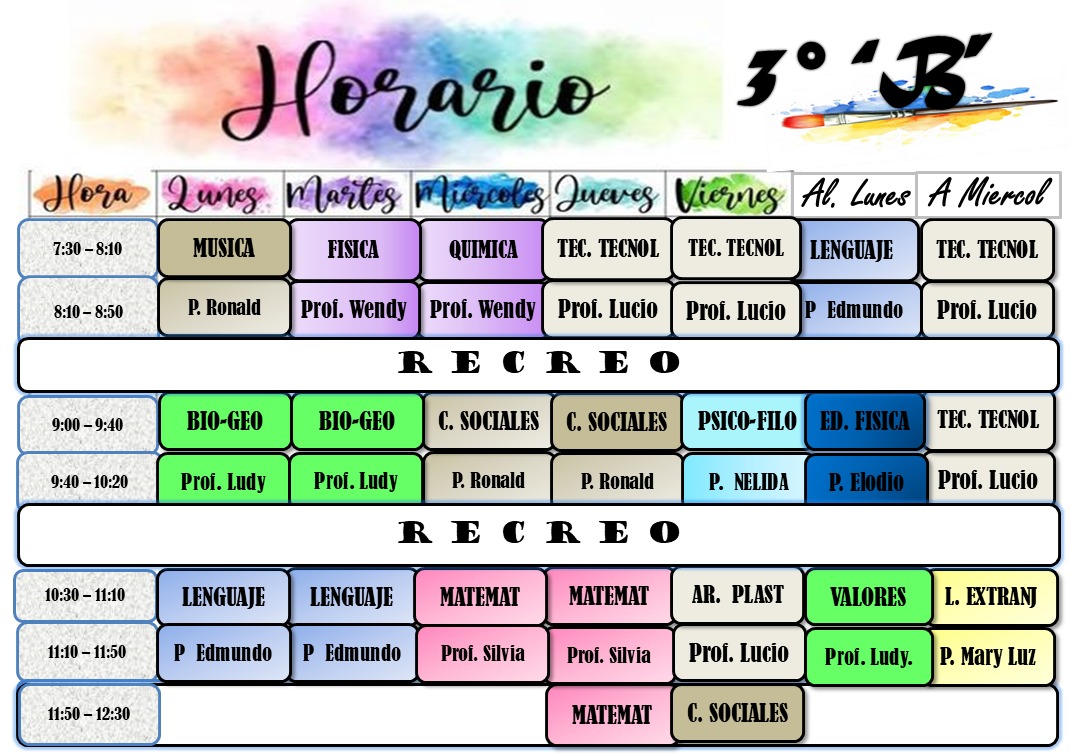 Horario
3° "B"
Hora Lunes Martes Miércoles Jueves Viernes Al. Lunes A Miercol
7:30 – 8:10 MUSICA FISICA QUIMICA TEC. TECNOL TEC. TECNOL LENGUAJE TEC. TECNOL
8:10 – 8:50 P. Ronald Prof. Wendy Prof. Wendy Prof. Lucio Prof. Lucio P Edmundo Prof. Lucio
R E C R E O
9:00 – 9:40 BIO-GEO BIO-GEO C. SOCIALES C. SOCIALES PSICO-FILO ED. FISICA TEC. TECNOL
9:40 – 10:20 Prof. Ludy Prof. Ludy P. Ronald P. Ronald P. NELIDA P. Elodio Prof. Lucio
R E C R E O
10:30 – 11:10 LENGUAJE LENGUAJE MATEMAT MATEMAT AR. PLAST VALORES L. EXTRANJ
11:10 – 11:50 P Edmundo P Edmundo Prof. Silvia Prof. Silvia Prof. Lucio Prof. Ludy. P. Mary Luz
11:50 – 12:30 MATEMAT C. SOCIALES